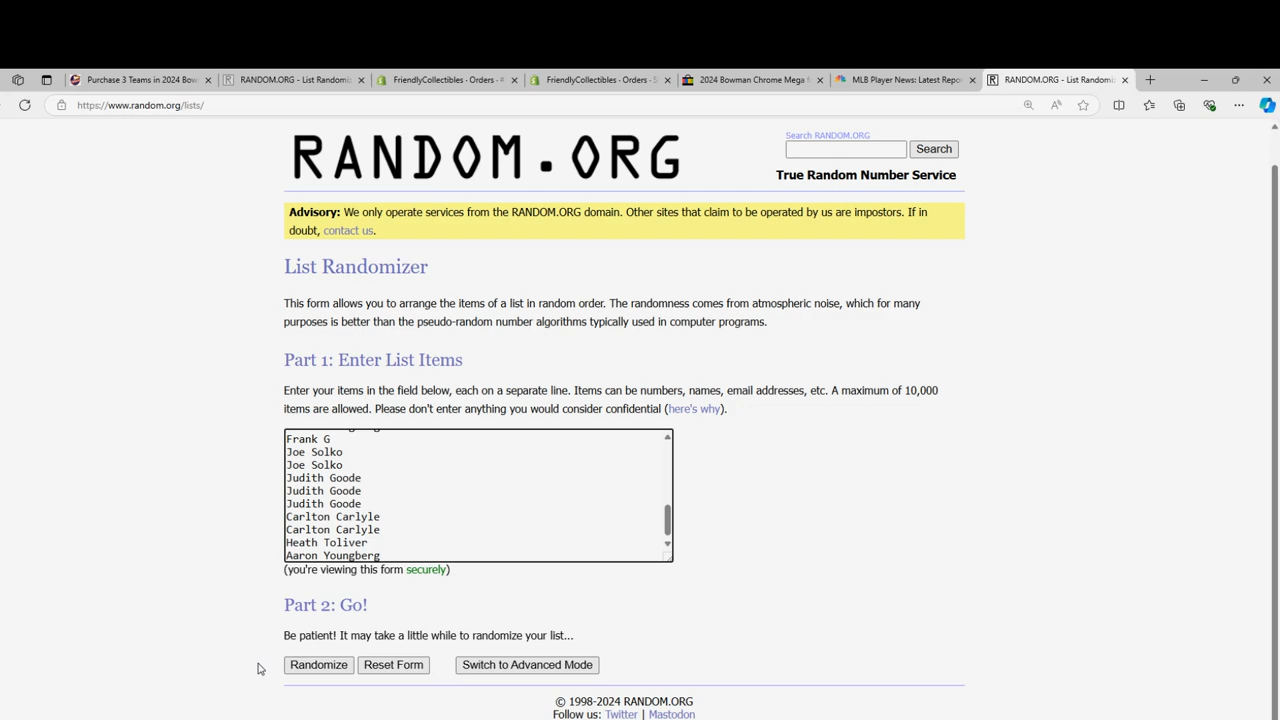 Purchase 3 Teams in 2024 Bow
RANDOM.ORG - List Randomi
FriendlyCollectibles · Orders ·
FriendlyCollectibles · Orders ·
2024 Bowman Chrome Mega
MLB Player News: Latest Repo
RANDOM.ORG - List Randomi
https://www.random.org/lists/
RANDOM.ORG
Search RANDOM.ORG
Search
True Random Number Service
Advisory: We only operate services from the RANDOM.ORG domain. Other sites that claim to be operated by us are impostors. If in
doubt, contact us.
List Randomizer
This form allows you to arrange the items of a list in random order. The randomness comes from atmospheric noise, which for many
purposes is better than the pseudo-random number algorithms typically used in computer programs.
Part 1: Enter List Items
Enter your items in the field below, each on a separate line. Items can be numbers, names, email addresses, etc. A maximum of 10,000
items are allowed. Please don't enter anything you would consider confidential (here's why).
Frank G
Joe Solko
Joe Solko
Judith Goode
Judith Goode
Judith Goode
Carlton Carlyle
Carlton Carlyle
Heath Toliver
Aaron Youngberg
(you're viewing this form securely)
Part 2: Go!
Be patient! It may take a little while to randomize your list...
Randomize
Reset Form
Switch to Advanced Mode
© 1998-2024 RANDOM.ORG
Follow us: Twitter | Mastodon